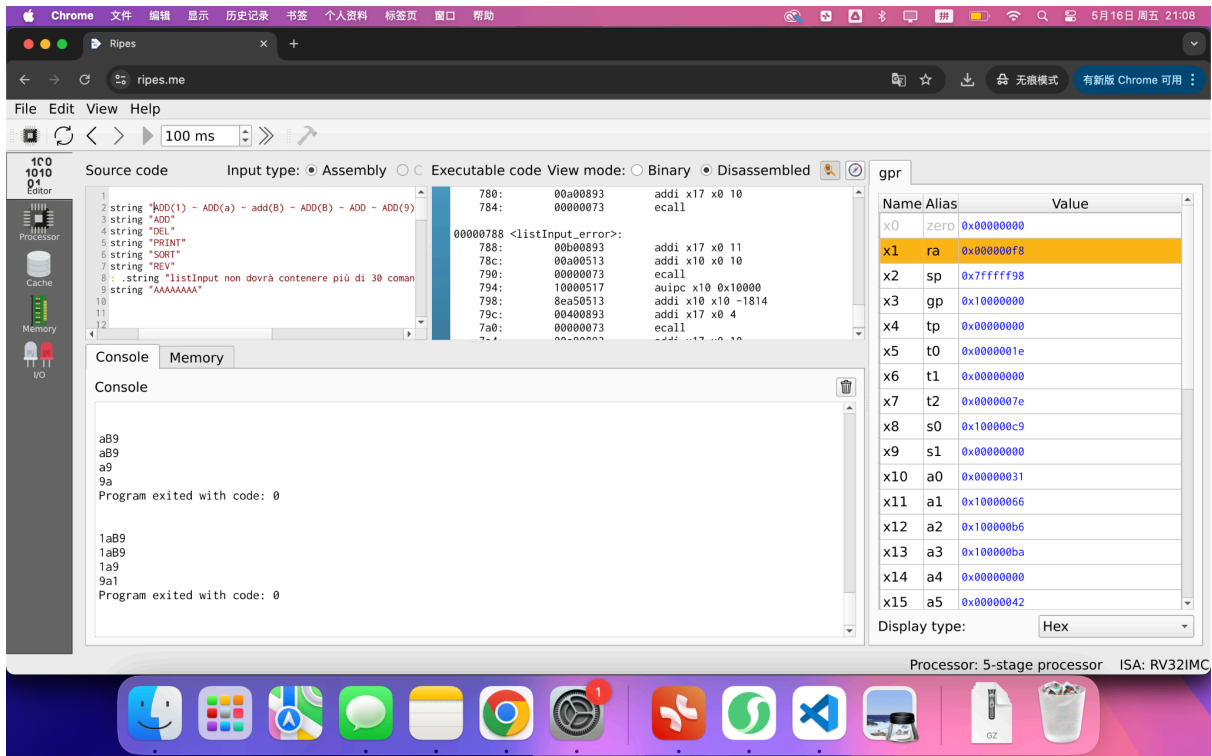 Chrome 文件 编辑 显示 历史记录 书签 个人资料 标签页 窗口 帮助 拼 5月16日 周五 21:08
Ripes
ripes.me 无痕模式 有新版 Chrome 可用
File Edit View Help
100 ms
Editor
Processor
Cache
Memory
I/O
Source code Input type: Assembly C Executable code View mode: Binary Disassembled
1
2 string "ADD(1) ~ ADD(a) ~ add(B) ~ ADD(B) ~ ADD ~ ADD(9)
3 string "ADD"
4 string "DEL"
5 string "PRINT"
6 string "SORT"
7 string "REV"
8 : .string "listInput non dovrà contenere più di 30 coman
9 string "AAAAAAAA"
10
11
12
780: 00a00893 addi x17 x0 10
784: 00000073 ecall
00000788 <listInput_error>:
788: 00b00893 addi x17 x0 11
78c: 00a00513 addi x10 x0 10
790: 00000073 ecall
794: 10000517 auipc x10 0x10000
798: 8ea50513 addi x10 x10 -1814
79c: 00400893 addi x17 x0 4
7a0: 00000073 ecall
Console Memory
Console
aB9
aB9
a9
9a
Program exited with code: 0
1aB9
1aB9
1a9
9a1
Program exited with code: 0
gpr
Name Alias Value
x0 zero 0x00000000
x1 ra 0x000000f8
x2 sp 0x7fffff98
x3 gp 0x10000000
x4 tp 0x00000000
x5 t0 0x0000001e
x6 t1 0x00000000
x7 t2 0x0000007e
x8 s0 0x100000c9
x9 s1 0x00000000
x10 a0 0x00000031
x11 a1 0x10000066
x12 a2 0x100000b6
x13 a3 0x100000ba
x14 a4 0x00000000
x15 a5 0x00000042
Display type: Hex
Processor: 5-stage processor ISA: RV32IMC
1
GZ